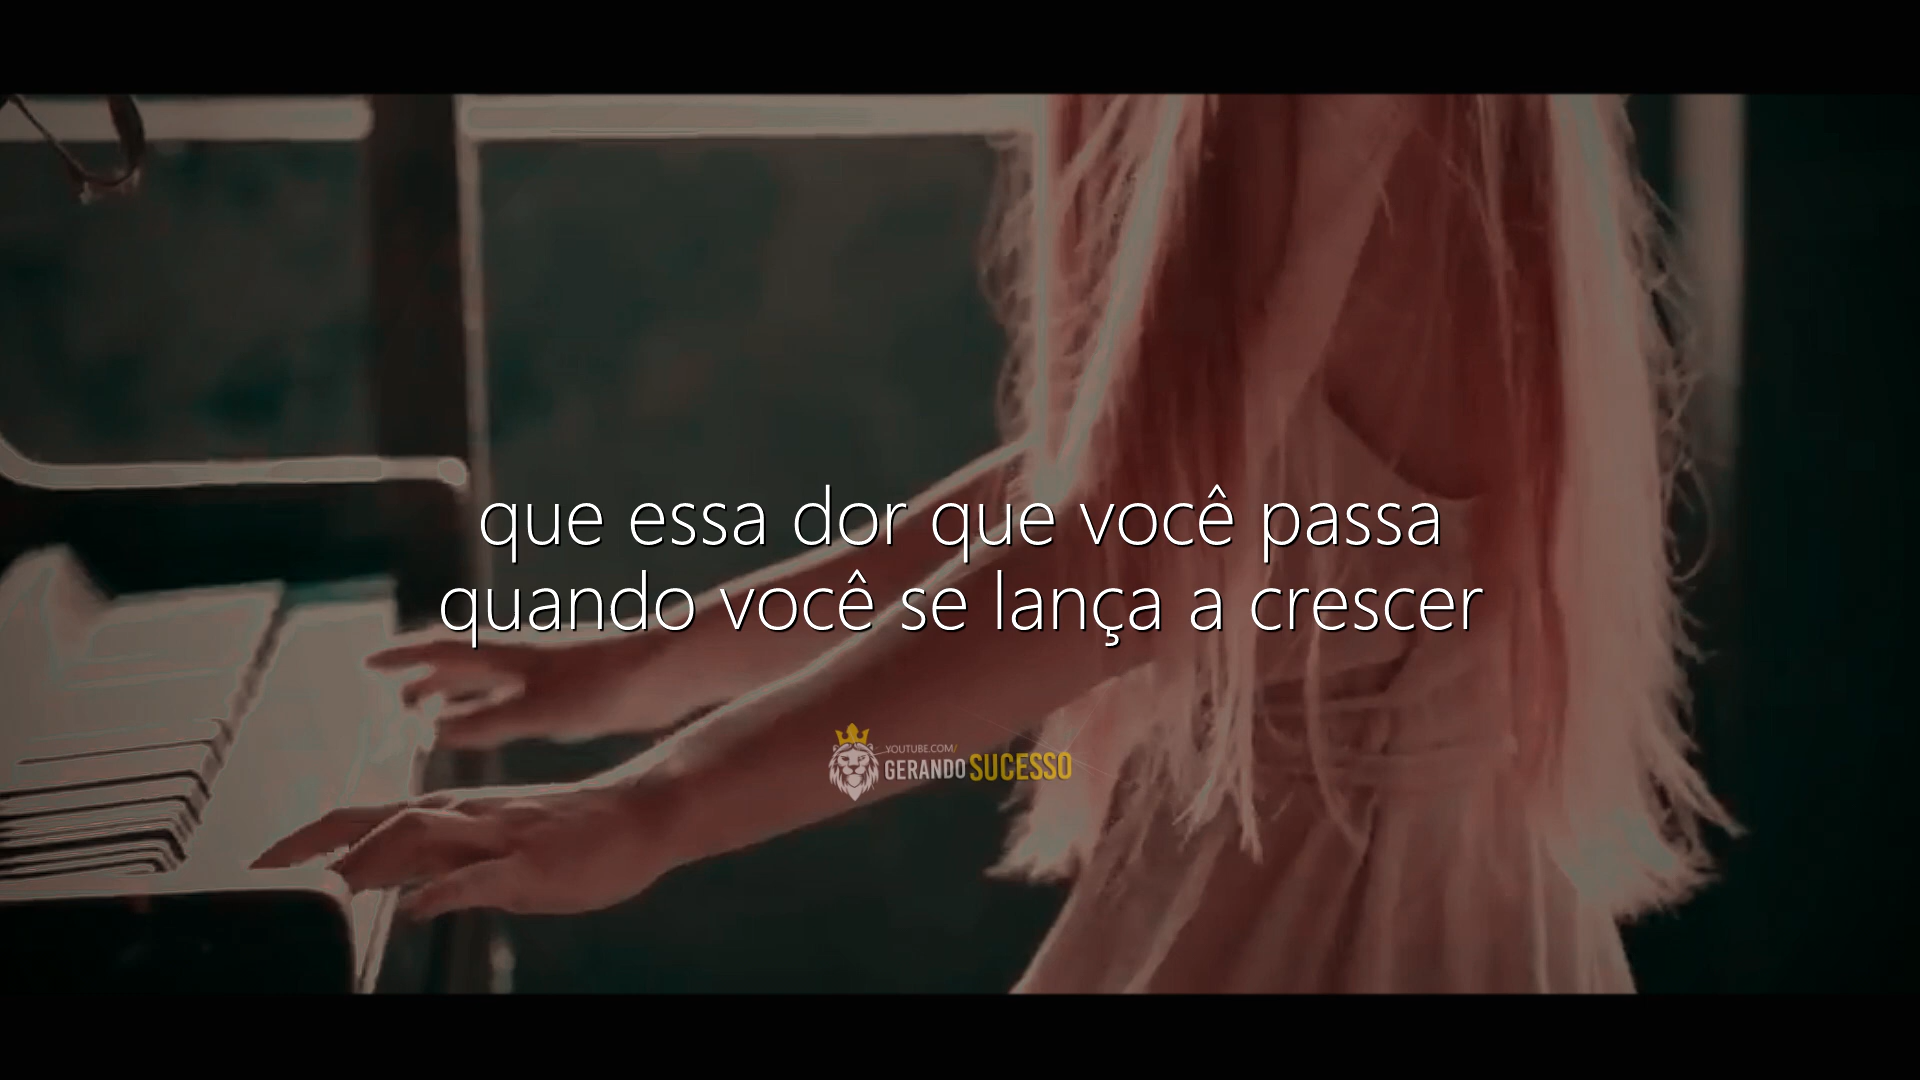 que essa dor que você passa
quando você se lança a crescer
YOUTUBE.COM/
GERANDO SUCESSO